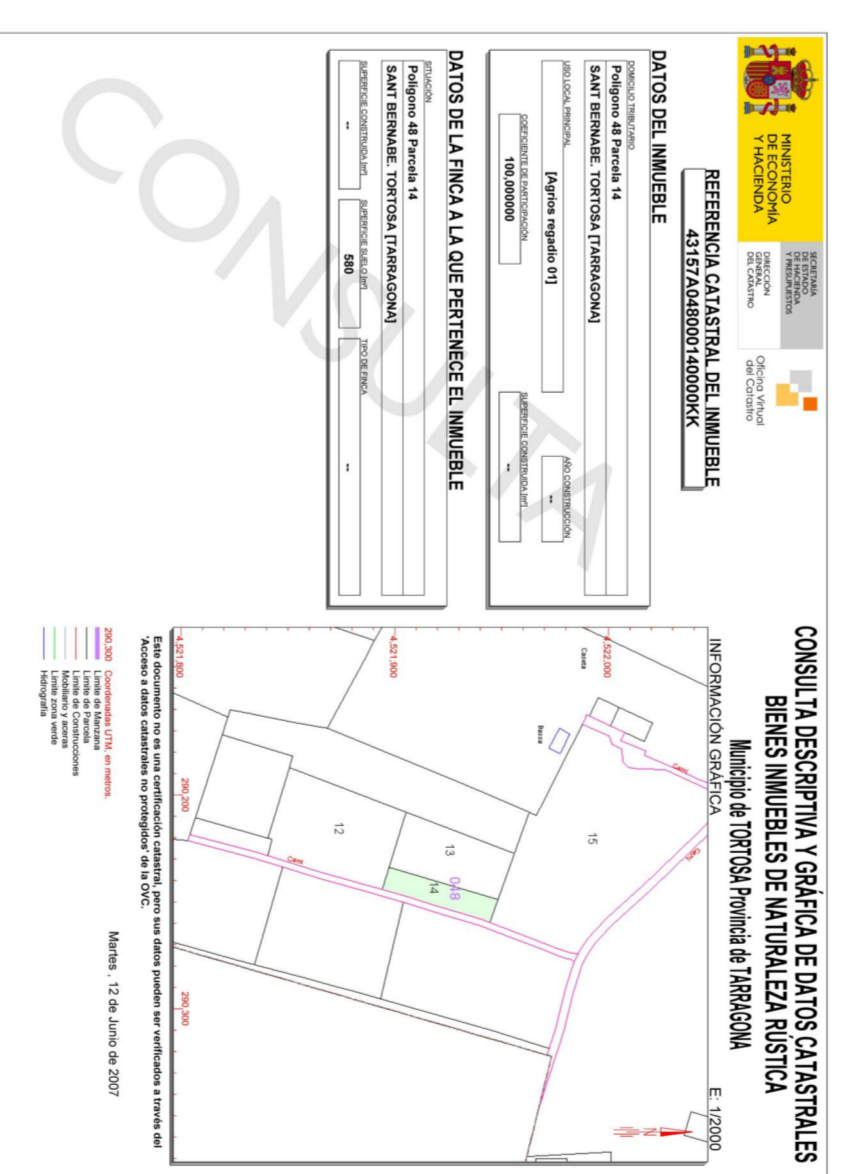 MINISTERIO
DE ECONOMÍA
Y HACIENDA
SECRETARÍA
DE ESTADO
DE HACIENDA
Y PRESUPUESTOS
DIRECCIÓN
GENERAL
DEL CATASTRO
Oficina Virtual
del Catastro
REFERENCIA CATASTRAL DEL INMUEBLE
43157A048000140000KK
DATOS DEL INMUEBLE
DOMICILIO TRIBUTARIO
Polígono 48 Parcela 14
SANT BERNABE. TORTOSA [TARRAGONA]
USO LOCAL PRINCIPAL
[Agrios regadío 01]
AÑO CONSTRUCCIÓN
--
COEFICIENTE DE PARTICIPACIÓN
100,000000
SUPERFICIE CONSTRUIDA [m²]
--
DATOS DE LA FINCA A LA QUE PERTENECE EL INMUEBLE
SITUACIÓN
Polígono 48 Parcela 14
SANT BERNABE. TORTOSA [TARRAGONA]
SUPERFICIE CONSTRUIDA [m²]
--
SUPERFICIE SUELO [m²]
580
TIPO DE FINCA
--
CONSULTA
CONSULTA DESCRIPTIVA Y GRÁFICA DE DATOS CATASTRALES
BIENES INMUEBLES DE NATURALEZA RÚSTICA
Municipio de TORTOSA Provincia de TARRAGONA
INFORMACIÓN GRÁFICA
E: 1/2000
4,522,000
4,521,900
4,521,800
290,200
290,300
Caseta
Bassa
Camí
Camí
Camí
N
15
13
048
14
12
Este documento no es una certificación catastral, pero sus datos pueden ser verificados a través del
'Acceso a datos catastrales no protegidos' de la OVC.
290,300 Coordenadas UTM, en metros.
Límite de Manzana
Límite de Parcela
Límite de Construcciones
Mobiliario y aceras
Límite zona verde
Hidrografía
Martes , 12 de Junio de 2007